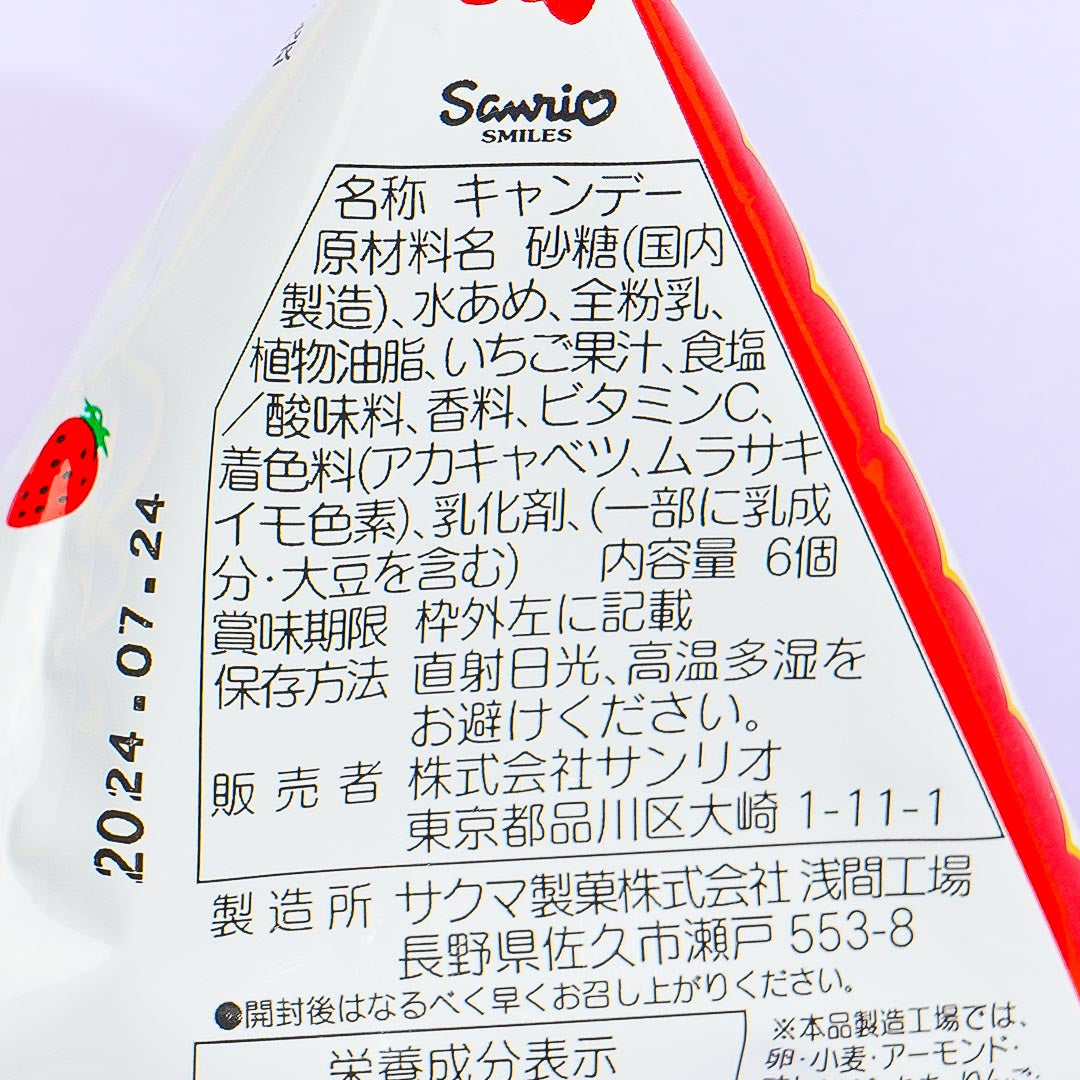 Sanrio
SMILES
名称 キャンデー
原材料名 砂糖(国内
製造)、水あめ、全粉乳、
植物油脂、いちご果汁、食塩
/酸味料、香料、ビタミンC、
着色料(アカキャベツ、ムラサキ
イモ色素)、乳化剤、(一部に乳成
分・大豆を含む) 内容量 6個
賞味期限 枠外左に記載
保存方法 直射日光、高温多湿を
お避けください。
販売者 株式会社サンリオ
東京都品川区大崎 1-11-1
2024.07.24
製造所 サクマ製菓株式会社 浅間工場
長野県佐久市瀬戸 553-8
●開封後はなるべく早くお召し上がりください。
栄養成分表示
※本品製造工場では、
卵・小麦・アーモンド・